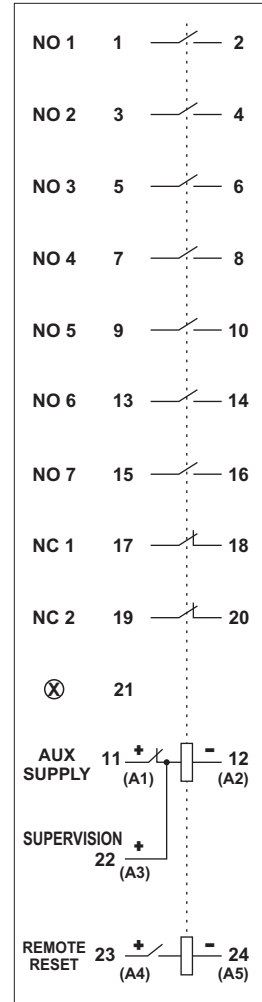 NO 1 1 2
NO 2 3 4
NO 3 5 6
NO 4 7 8
NO 5 9 10
NO 6 13 14
NO 7 15 16
NC 1 17 18
NC 2 19 20
X 21
AUX SUPPLY 11 + - 12
(A1) (A2)
SUPERVISION +
22 (A3)
REMOTE RESET 23 + - 24
(A4) (A5)